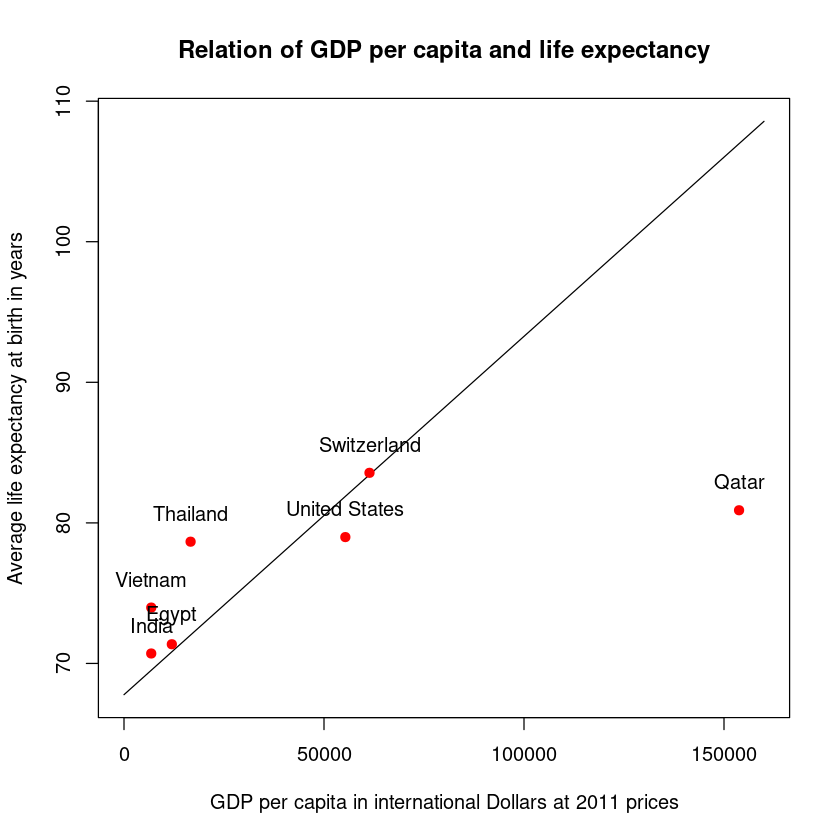 Relation of GDP per capita and life expectancy
Average life expectancy at birth in years
110
100
90
80
70
Switzerland
Qatar
United States
Thailand
Vietnam
Egypt
India
0
50000
100000
150000
GDP per capita in international Dollars at 2011 prices